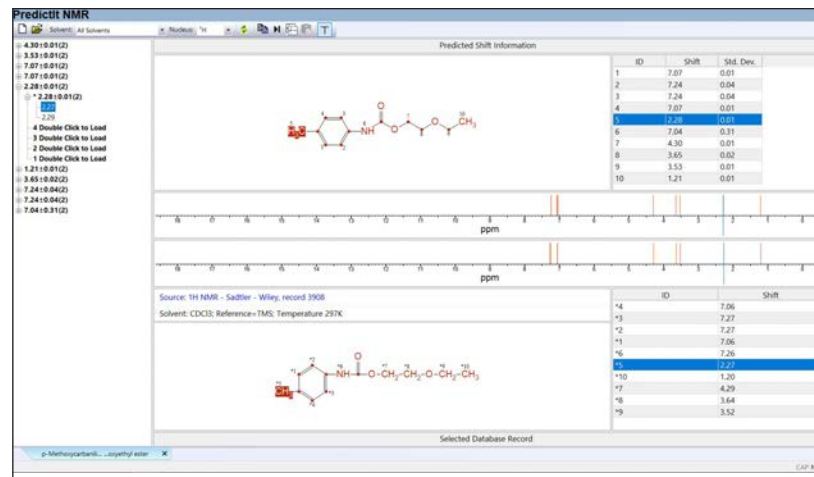 PredictIt NMR
Solvent: All Solvents
Nucleus: ¹H
T
4.30±0.01(2)
3.53±0.01(2)
7.07±0.01(2)
7.07±0.01(2)
2.28±0.01(2)
* 2.28±0.01(2)
2.27
2.29
4 Double Click to Load
3 Double Click to Load
2 Double Click to Load
1 Double Click to Load
1.21±0.01(2)
3.65±0.02(2)
7.24±0.04(2)
7.24±0.04(2)
7.04±0.31(2)
Predicted Shift Information
NH
O
O
O
CH₃
10
ID Shift Std. Dev.
1 7.07 0.01
2 7.24 0.04
3 7.24 0.04
4 7.07 0.01
5 2.28 0.01
6 7.04 0.31
7 4.30 0.01
8 3.65 0.02
9 3.53 0.01
10 1.21 0.01
ppm
ppm
Source: 1H NMR - Sadtler - Wiley, record 3908
Solvent: CDCl3; Reference=TMS; Temperature 297K
NH
O
O-CH₂-CH₂-O-CH₂-CH₃
ID Shift
*4 7.06
*3 7.27
*2 7.27
*1 7.06
*6 7.26
*5 2.27
*10 1.20
*7 4.29
*8 3.64
*9 3.52
Selected Database Record
p-Methoxycarbanili... ...oxyethyl ester
CAP